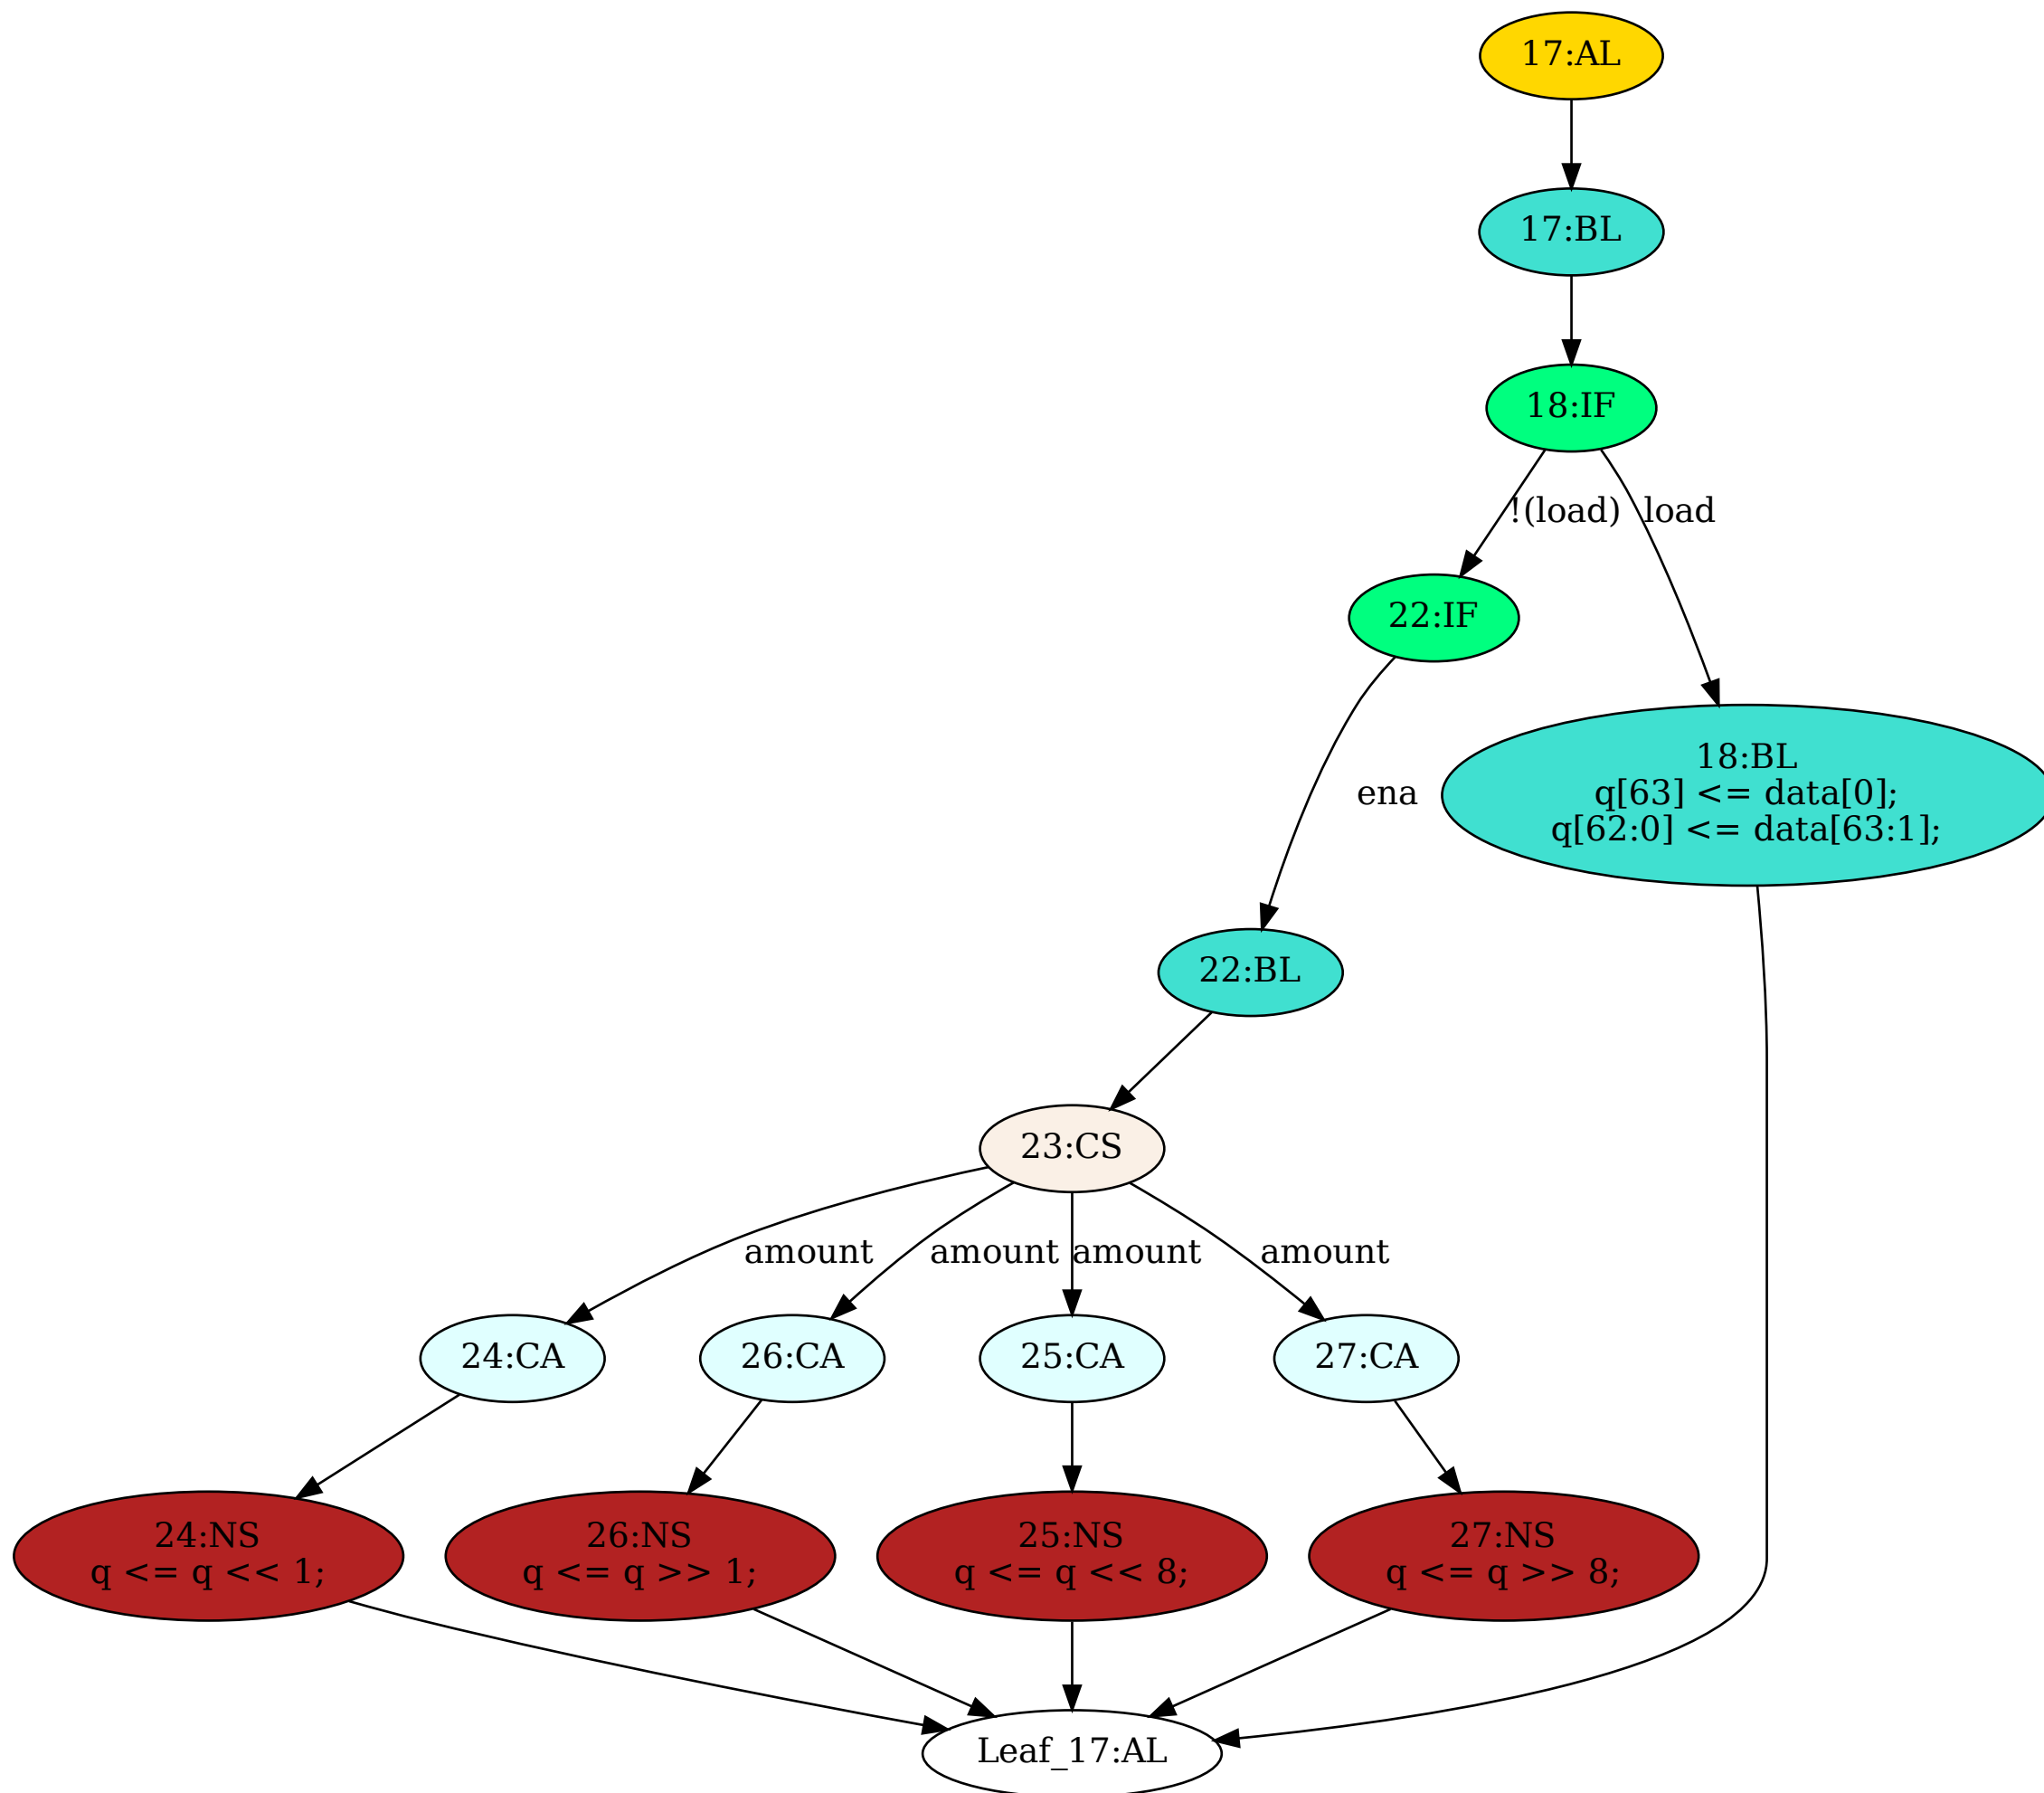 17:AL
17:BL
18:IF
!(load)
load
22:IF
18:BL
q[63] <= data[0];
q[62:0] <= data[63:1];
ena
22:BL
23:CS
amount
amount
amount
amount
24:CA
26:CA
25:CA
27:CA
24:NS
q <= q << 1;
26:NS
q <= q >> 1;
25:NS
q <= q << 8;
27:NS
q <= q >> 8;
Leaf_17:AL